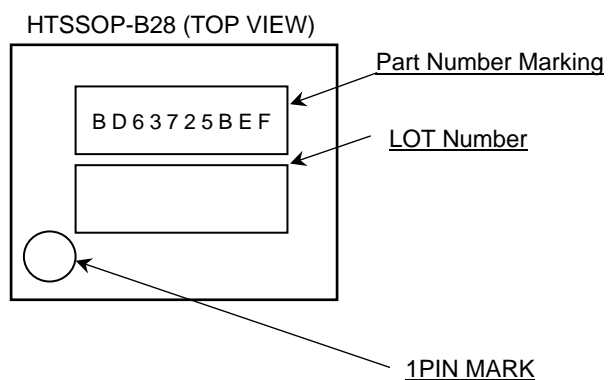 HTSSOP-B28 (TOP VIEW)
Part Number Marking
BD63725BEF
LOT Number
1PIN MARK